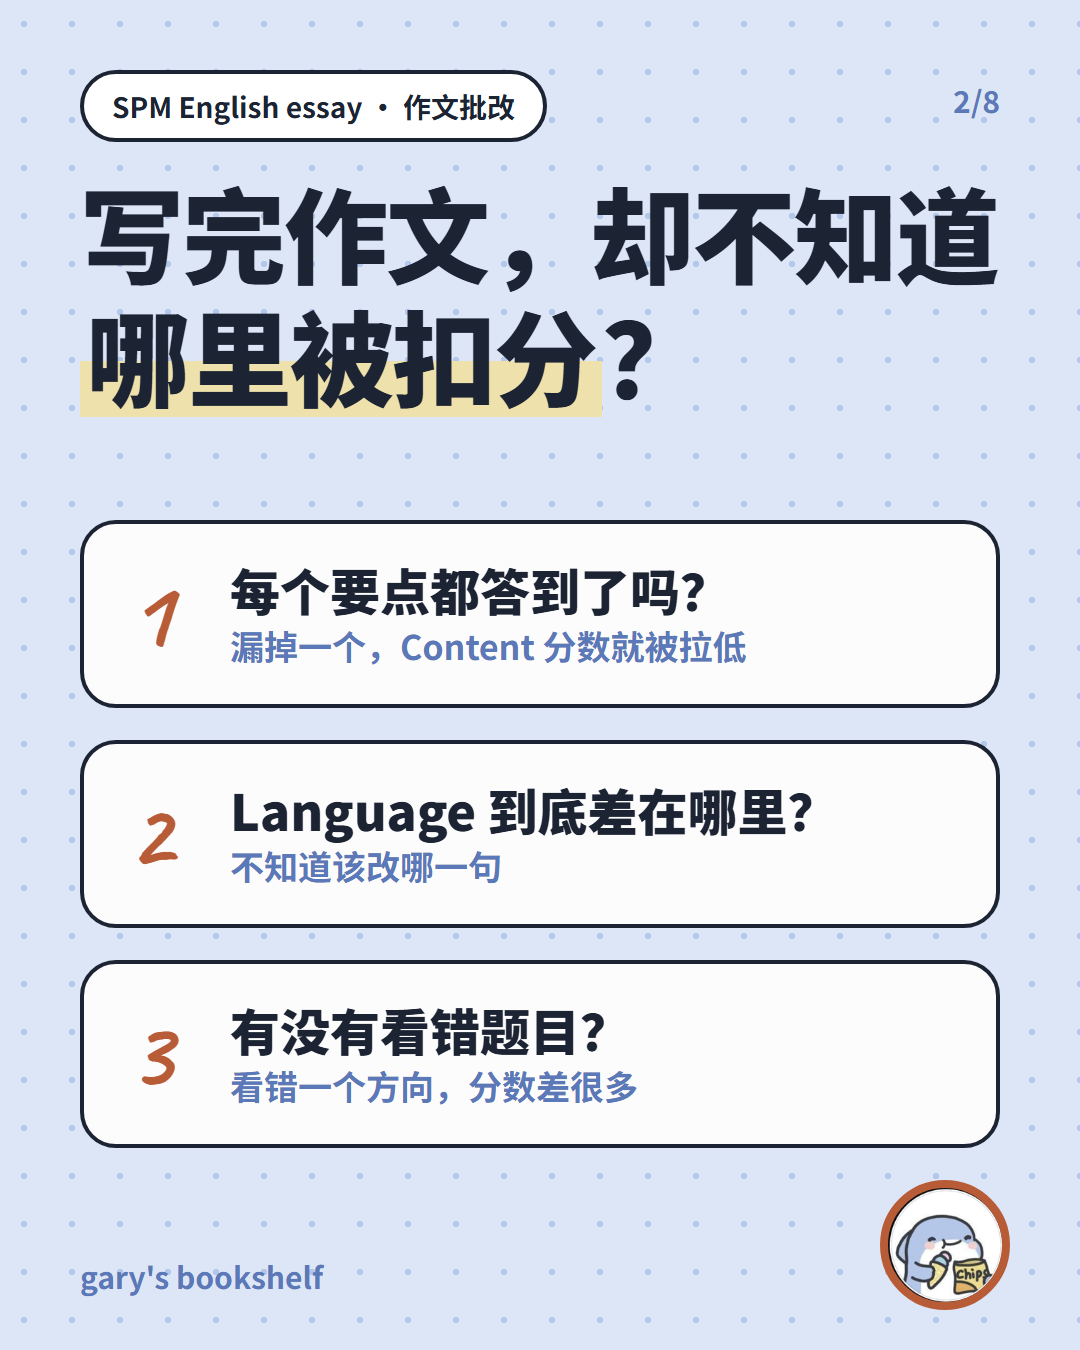 SPM English essay · 作文批改
2/8
写完作文，却不知道
哪里被扣分？
1
每个要点都答到了吗？
漏掉一个，Content 分数就被拉低
2
Language 到底差在哪里？
不知道该改哪一句
3
有没有看错题目？
看错一个方向，分数差很多
Chips
gary's bookshelf